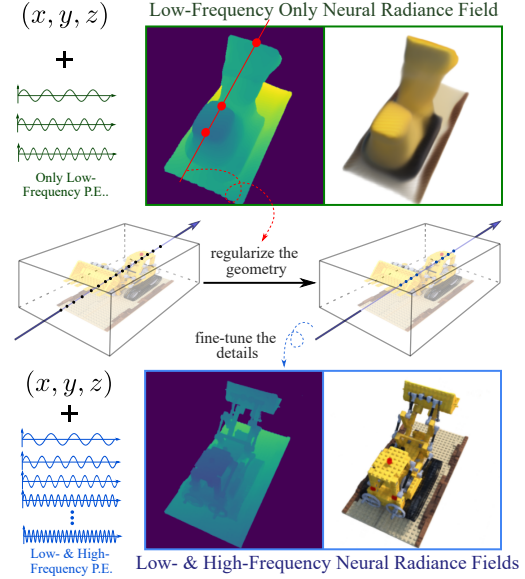 Low-Frequency Only Neural Radiance Field
(x, y, z)
+
Only Low-
Frequency P.E..
regularize the
geometry
fine-tune the
details
(x, y, z)
+
Low- & High-
Frequency P.E.
Low- & High-Frequency Neural Radiance Fields